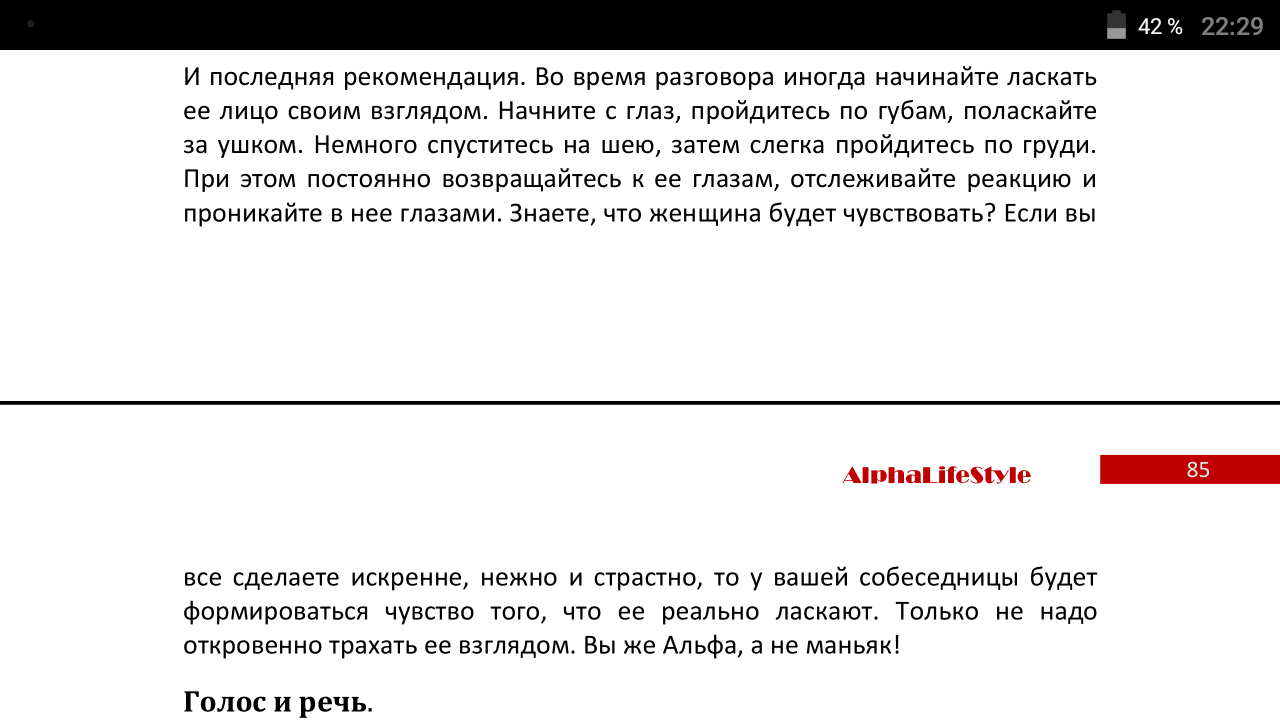 42 % 22:29
И последняя рекомендация. Во время разговора иногда начинайте ласкать
ее лицо своим взглядом. Начните с глаз, пройдитесь по губам, поласкайте
за ушком. Немного спуститесь на шею, затем слегка пройдитесь по груди.
При этом постоянно возвращайтесь к ее глазам, отслеживайте реакцию и
проникайте в нее глазами. Знаете, что женщина будет чувствовать? Если вы
AlphaLifeStyle 85
все сделаете искренне, нежно и страстно, то у вашей собеседницы будет
формироваться чувство того, что ее реально ласкают. Только не надо
откровенно трахать ее взглядом. Вы же Альфа, а не маньяк!
Голос и речь.